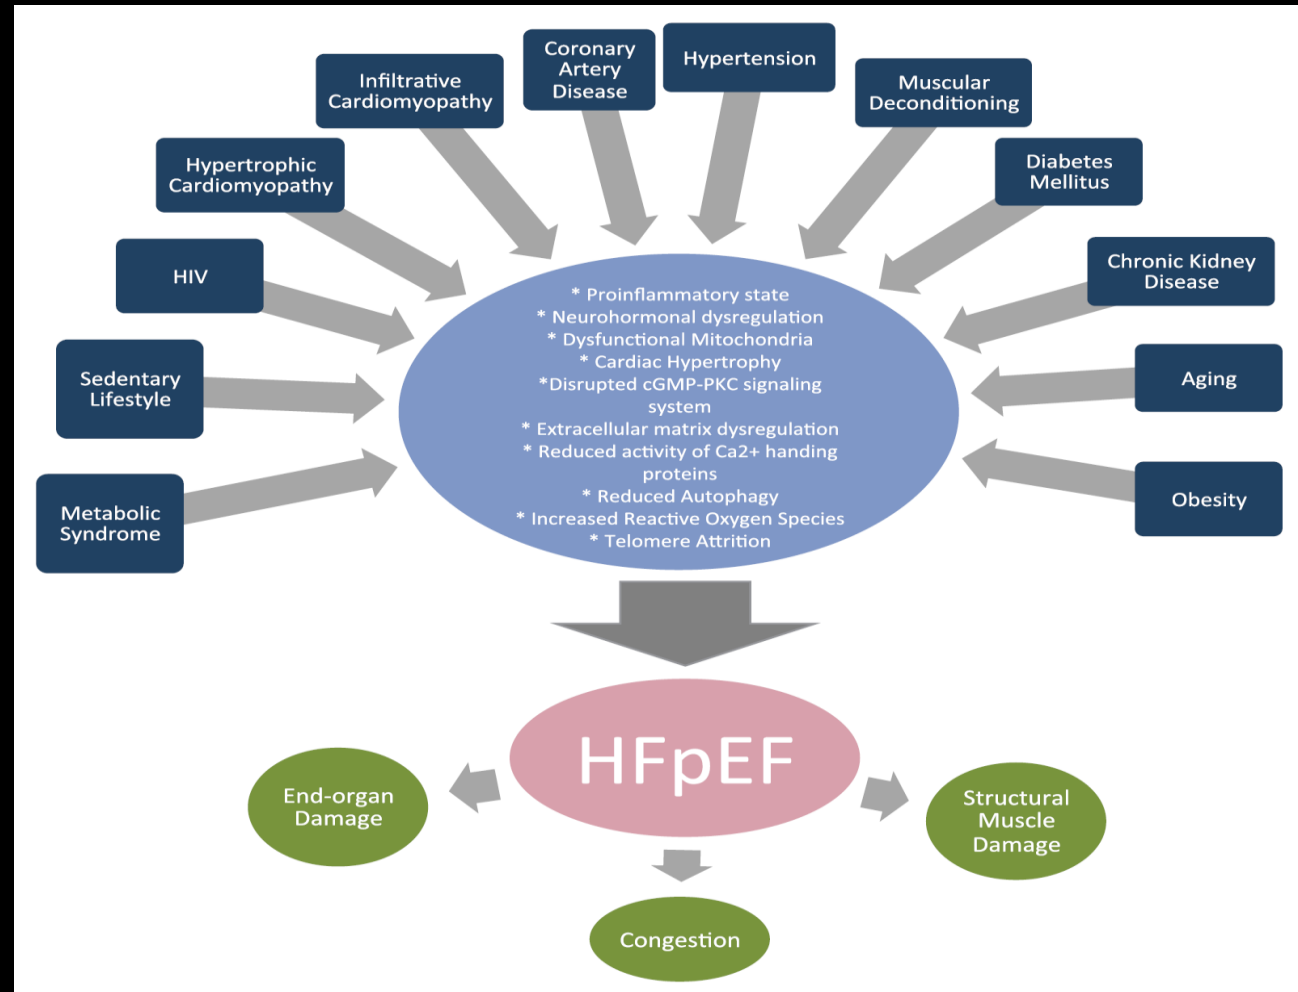 Coronary
Artery
Disease
Hypertension
Infiltrative
Cardiomyopathy
Muscular
Deconditioning
Hypertrophic
Cardiomyopathy
Diabetes
Mellitus
HIV
Chronic Kidney
Disease
Sedentary
Lifestyle
Aging
Metabolic
Syndrome
Obesity
* Proinflammatory state
* Neurohormonal dysregulation
* Dysfunctional Mitochondria
* Cardiac Hypertrophy
*Disrupted cGMP-PKC signaling
system
* Extracellular matrix dysregulation
* Reduced activity of Ca2+ handing
proteins
* Reduced Autophagy
* Increased Reactive Oxygen Species
* Telomere Attrition
HFpEF
End-organ
Damage
Structural
Muscle
Damage
Congestion